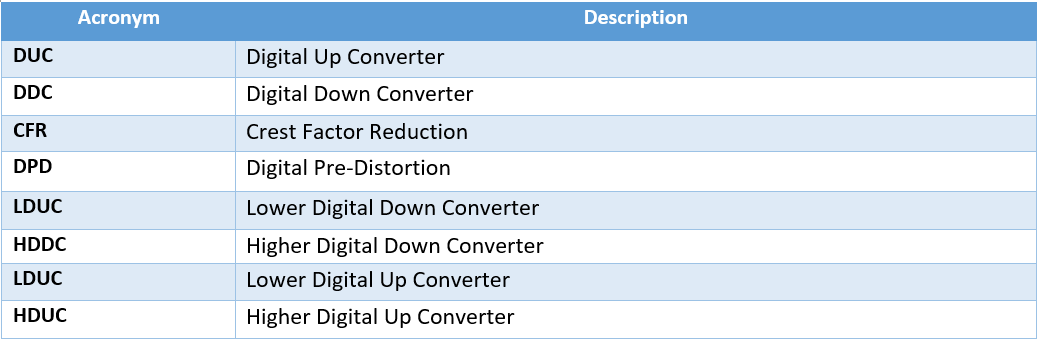 Acronym Description
DUC Digital Up Converter
DDC Digital Down Converter
CFR Crest Factor Reduction
DPD Digital Pre-Distortion
LDUC Lower Digital Down Converter
HDDC Higher Digital Down Converter
LDUC Lower Digital Up Converter
HDUC Higher Digital Up Converter